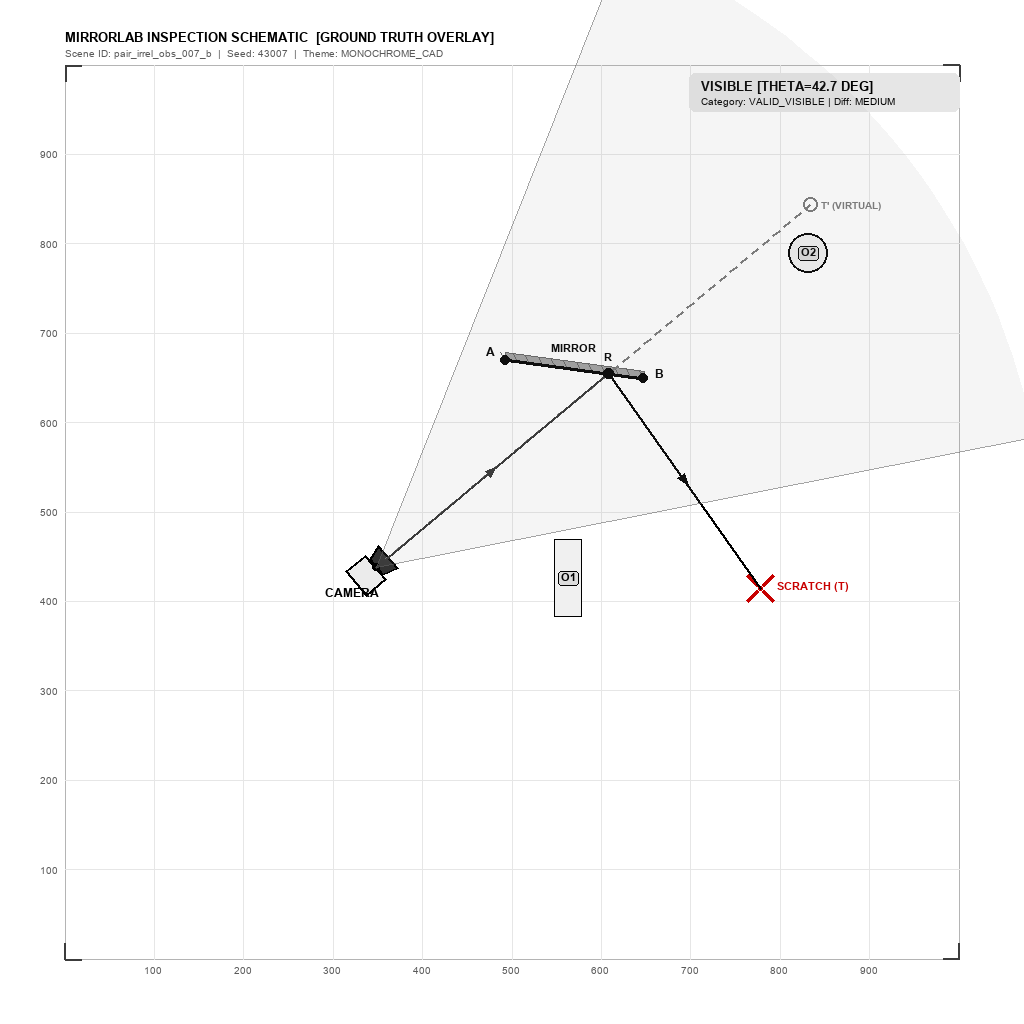 MIRRORLAB INSPECTION SCHEMATIC [GROUND TRUTH OVERLAY]
Scene ID: pair_irrel_obs_007_b | Seed: 43007 | Theme: MONOCHROME_CAD
VISIBLE [THETA=42.7 DEG]
Category: VALID_VISIBLE | Diff: MEDIUM
900
T' (VIRTUAL)
800
O2
700
A
MIRROR
R
B
600
500
O1
SCRATCH (T)
CAMERA
400
300
200
100
100 200 300 400 500 600 700 800 900